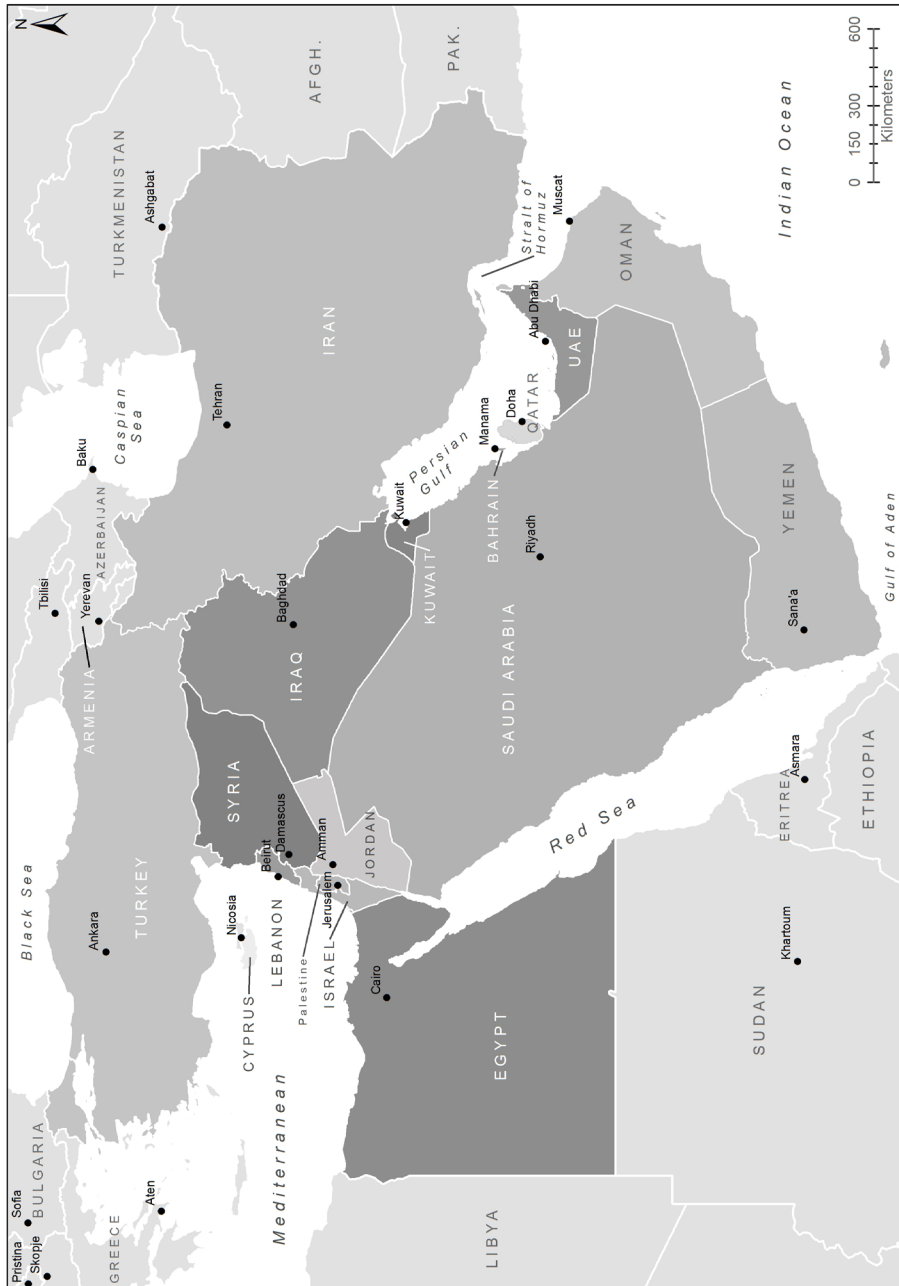 N
Pristina
Sofia
Skopje
BULGARIA
GREECE
Aten
Black Sea
Ankara
TURKEY
Tbilisi
Yerevan
ARMENIA
AZERBAIJAN
Baku
Caspian
Sea
TURKMENISTAN
Ashgabat
AFGH.
PAK.
Tehran
IRAN
Mediterranean
CYPRUS
Nicosia
LEBANON
Beirut
SYRIA
Damascus
Palestine
ISRAEL
Jerusalem
Amman
JORDAN
IRAQ
Baghdad
Kuwait
KUWAIT
Persian
Gulf
BAHRAIN
Manama
Doha
QATAR
Abu Dhabi
UAE
Strait of
Hormuz
Muscat
OMAN
LIBYA
EGYPT
Cairo
Red Sea
SAUDI ARABIA
Riyadh
SUDAN
Khartoum
ERITREA
Asmara
ETHIOPIA
Sana'a
YEMEN
Gulf of Aden
Indian Ocean
0 150 300 600
Kilometers